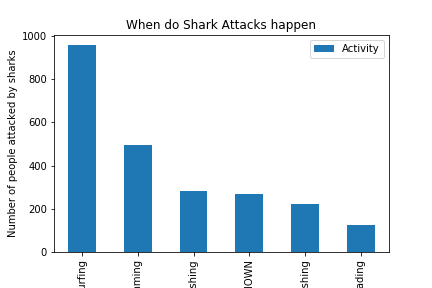 When do Shark Attacks happen
Activity
Number of people attacked by sharks
1000
800
600
400
200
0
urfing
ming
shing
IOWN
shing
ading